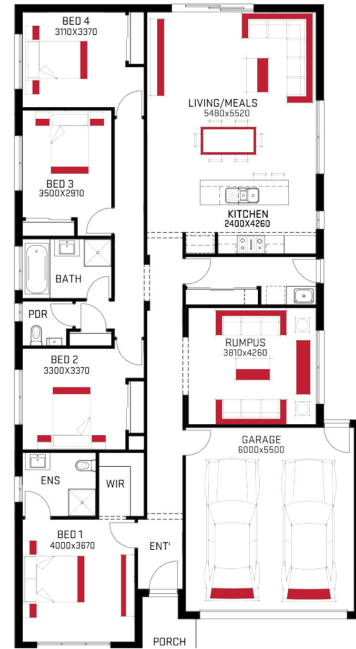 BED 4
3110X3370
LIVING/MEALS
5480x5520
BED 3
3500X2910
KITCHEN
2400X4260
BATH
PDR
RUMPUS
3810x4260
BED 2
3300X3370
GARAGE
6000x5500
ENS
WIR
BED 1
4000x3670
ENT'
PORCH